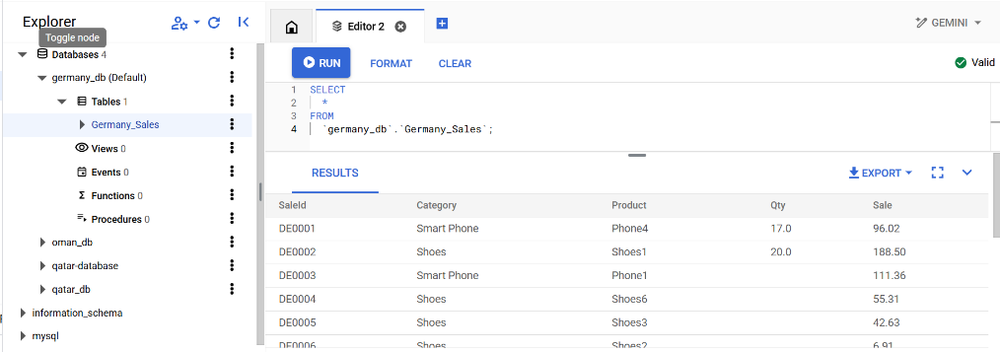 Explorer
Toggle node
Databases 4
germany_db (Default)
Tables 1
Germany_Sales
Views 0
Events 0
Functions 0
Procedures 0
oman_db
qatar-database
qatar_db
information_schema
mysql
Editor 2
GEMINI
RUN FORMAT CLEAR
Valid
1 SELECT
2 *
3 FROM
4 `germany_db`.`Germany_Sales`;
RESULTS
EXPORT
SaleId Category Product Qty Sale
DE0001 Smart Phone Phone4 17.0 96.02
DE0002 Shoes Shoes1 20.0 188.50
DE0003 Smart Phone Phone1 111.36
DE0004 Shoes Shoes6 55.31
DE0005 Shoes Shoes3 42.63
DE0006 Shoes Shoes2 6.91